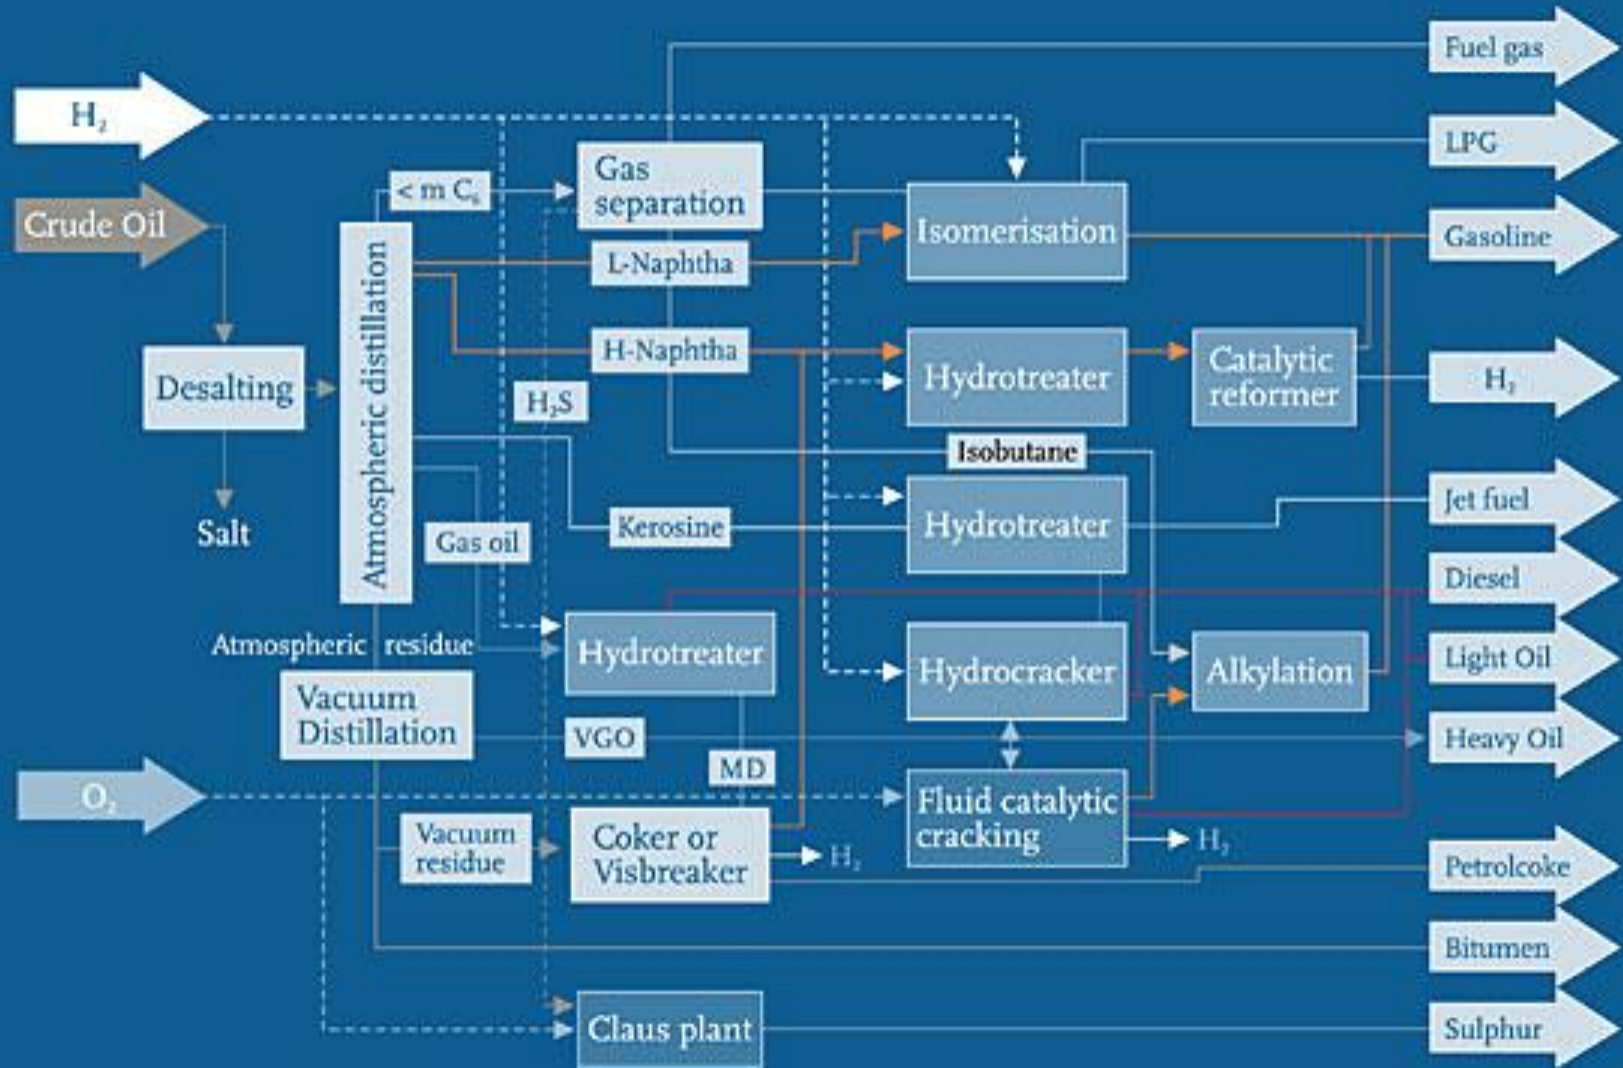 Fuel gas
H₂
LPG
Gas
separation
< m C₆
Crude Oil
Isomerisation
Gasoline
L-Naphtha
Atmospheric distillation
H-Naphtha
Hydrotreater
Catalytic
reformer
H₂
Desalting
H₂S
Isobutane
Jet fuel
Salt
Gas oil
Kerosine
Hydrotreater
Diesel
Atmospheric residue
Hydrotreater
Hydrocracker
Alkylation
Light Oil
Vacuum
Distillation
VGO
Heavy Oil
MD
O₂
Fluid catalytic
cracking
Vacuum
residue
Coker or
Visbreaker
H₂
H₂
Petrolcoke
Bitumen
Claus plant
Sulphur